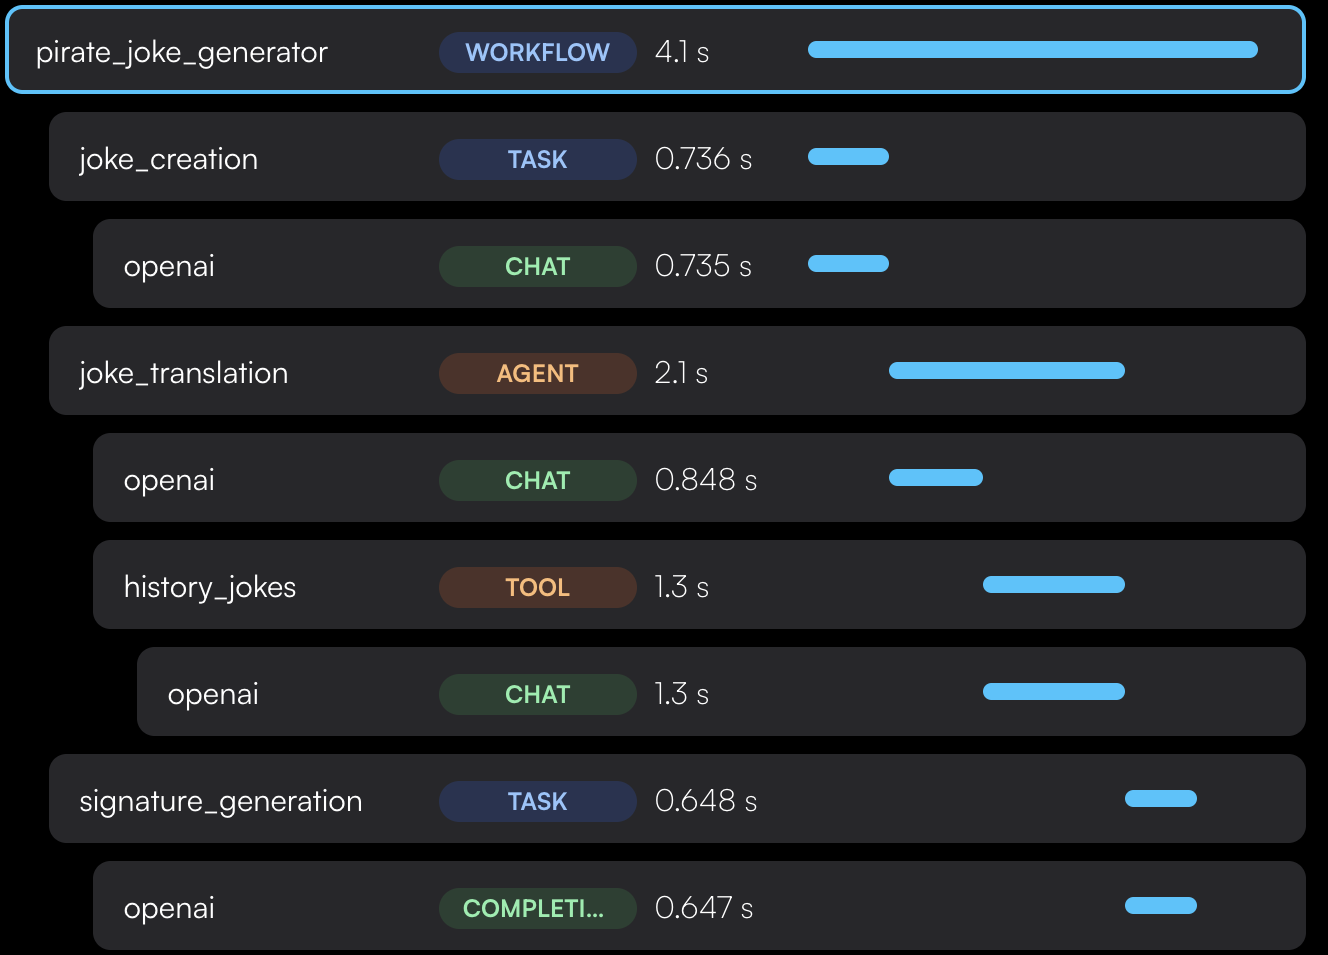 pirate_joke_generator WORKFLOW 4.1 s
joke_creation TASK 0.736 s
openai CHAT 0.735 s
joke_translation AGENT 2.1 s
openai CHAT 0.848 s
history_jokes TOOL 1.3 s
openai CHAT 1.3 s
signature_generation TASK 0.648 s
openai COMPLETI... 0.647 s